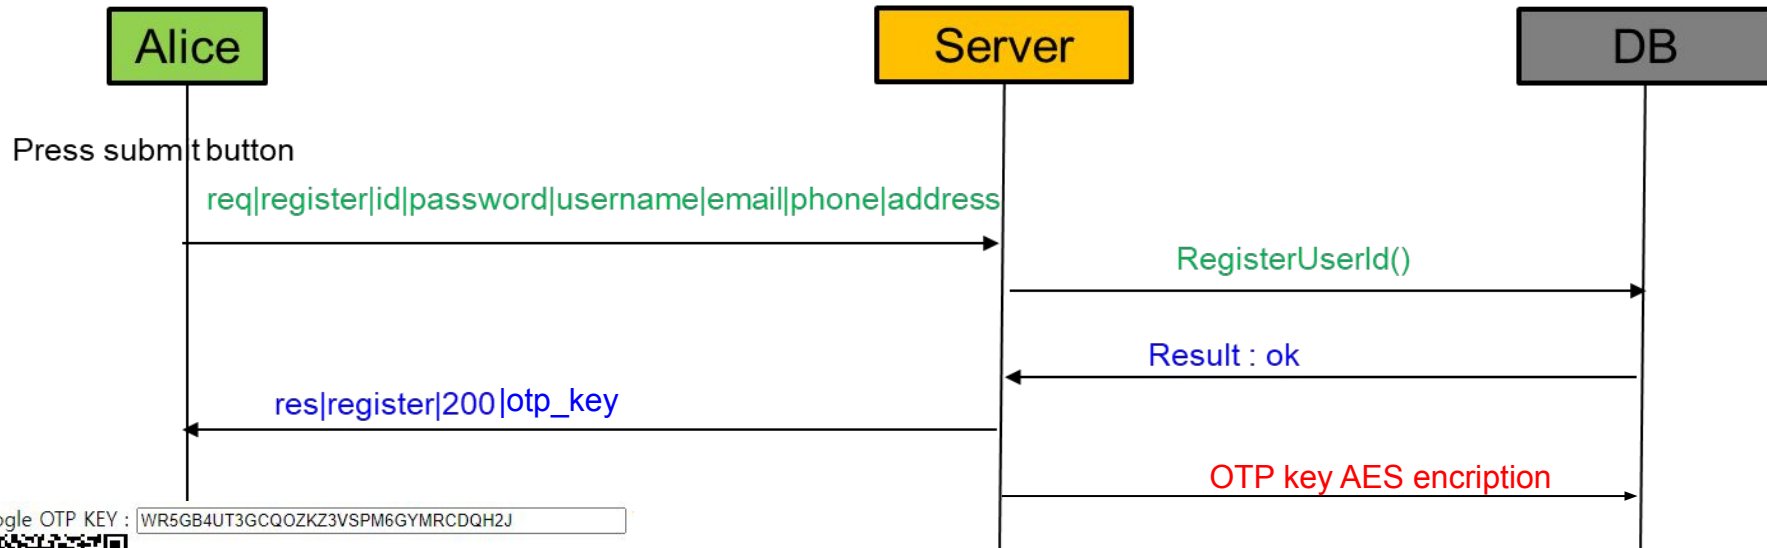 Alice
Server
DB
Press submit button
req|register|id|password|username|email|phone|address
RegisterUserId()
Result : ok
res|register|200|otp_key
OTP key AES encription
ogle OTP KEY : WR5GB4UT3GCQOZKZ3VSPM6GYMRCDQH2J